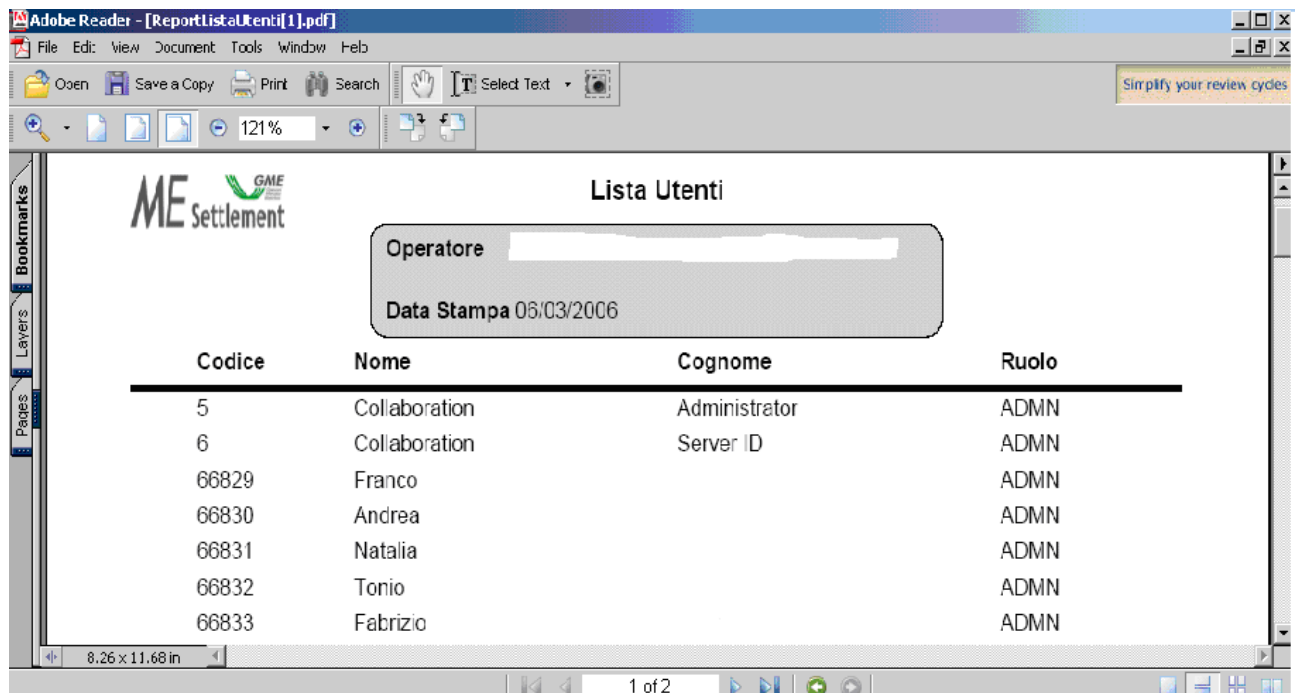 Adobe Reader - [ReportListaUtenti[1].pdf]
File Edit View Document Tools Window Help
Open Save a Copy Print Search Select Text Simplify your review cycles
121%
Bookmarks
Layers
Pages
ME Settlement GME
Lista Utenti
Operatore
Data Stampa 06/03/2006
Codice Nome Cognome Ruolo
5 Collaboration Administrator ADMN
6 Collaboration Server ID ADMN
66829 Franco ADMN
66830 Andrea ADMN
66831 Natalia ADMN
66832 Tonio ADMN
66833 Fabrizio ADMN
8.26 x 11.68 in
1 of 2